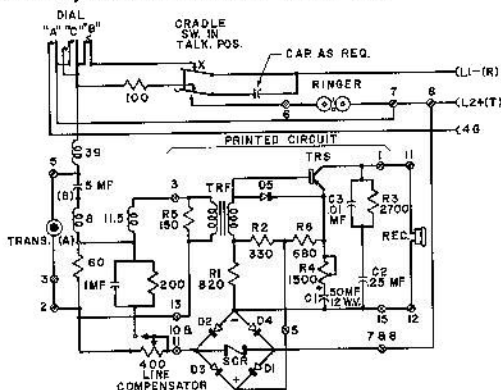 DIAL
"A" "C" "B"
CRADLE
SW. IN
TALK. POS.
X
CAP AS REQ.
RINGER
L1-(R)
100
6
7
8
L2+(T)
4G
PRINTED CIRCUIT
39
5
5 MF
(B)
8
11.5
3
TRF
D5
TRS
1
11
R5
150
C3
.01
MF
R3
2700
TRANS.
(A)
R2
330
R6
680
REC.
60
1MF
200
R1
820
R4
1500
C2
.25 MF
3
2
13
C1
50MF
12 W.V.
15
12
10 &
11
D2
D4
5
7 & 8
400
LINE
COMPENSATOR
D3
SCR
D1